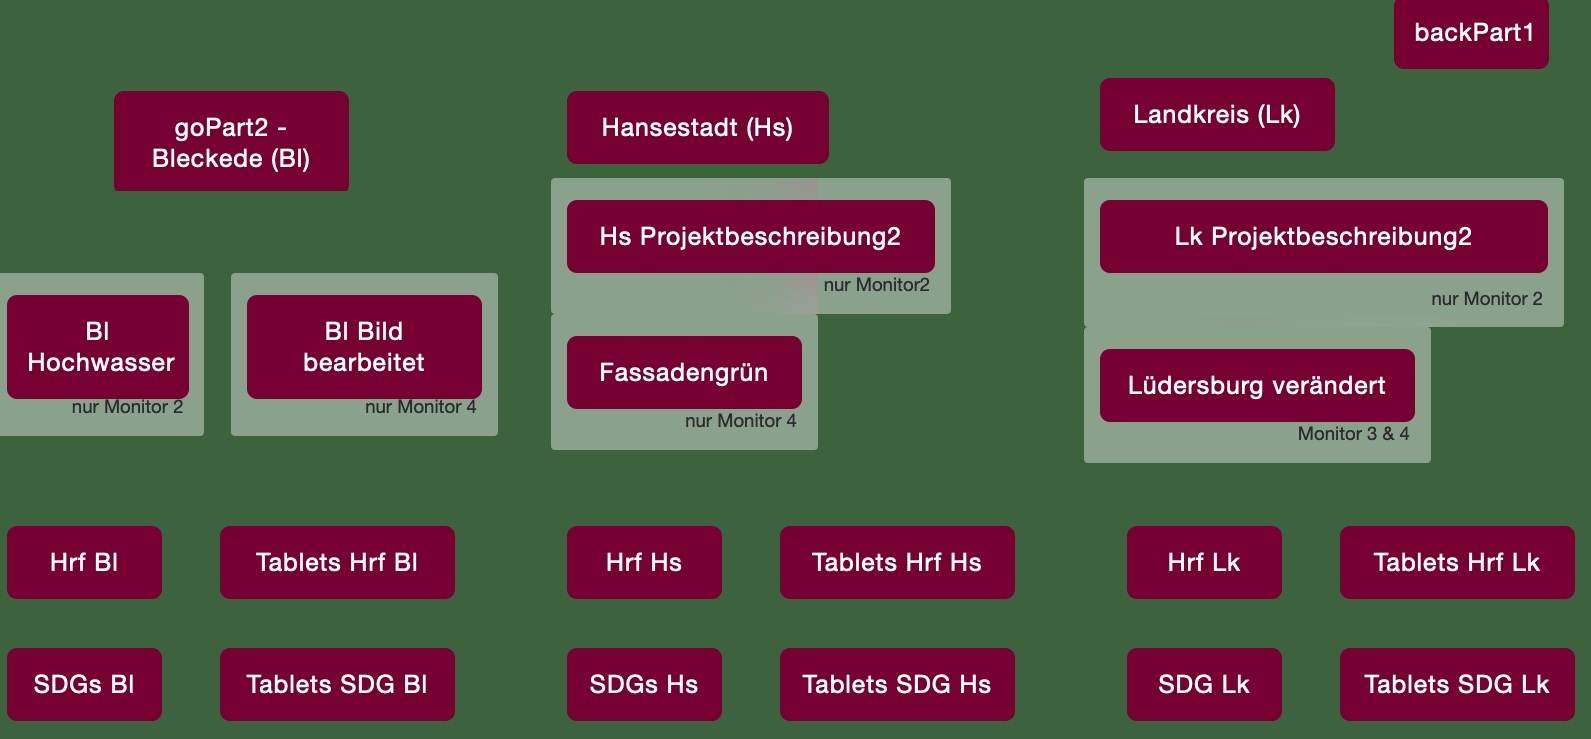 backPart1
goPart2 -
Bleckede (Bl)
Hansestadt (Hs)
Landkreis (Lk)
Hs Projektbeschreibung2
nur Monitor2
Lk Projektbeschreibung2
nur Monitor 2
Bl
Hochwasser
nur Monitor 2
Bl Bild
bearbeitet
nur Monitor 4
Fassadengrün
nur Monitor 4
Lüdersburg verändert
Monitor 3 & 4
Hrf Bl
Tablets Hrf Bl
Hrf Hs
Tablets Hrf Hs
Hrf Lk
Tablets Hrf Lk
SDGs Bl
Tablets SDG Bl
SDGs Hs
Tablets SDG Hs
SDG Lk
Tablets SDG Lk